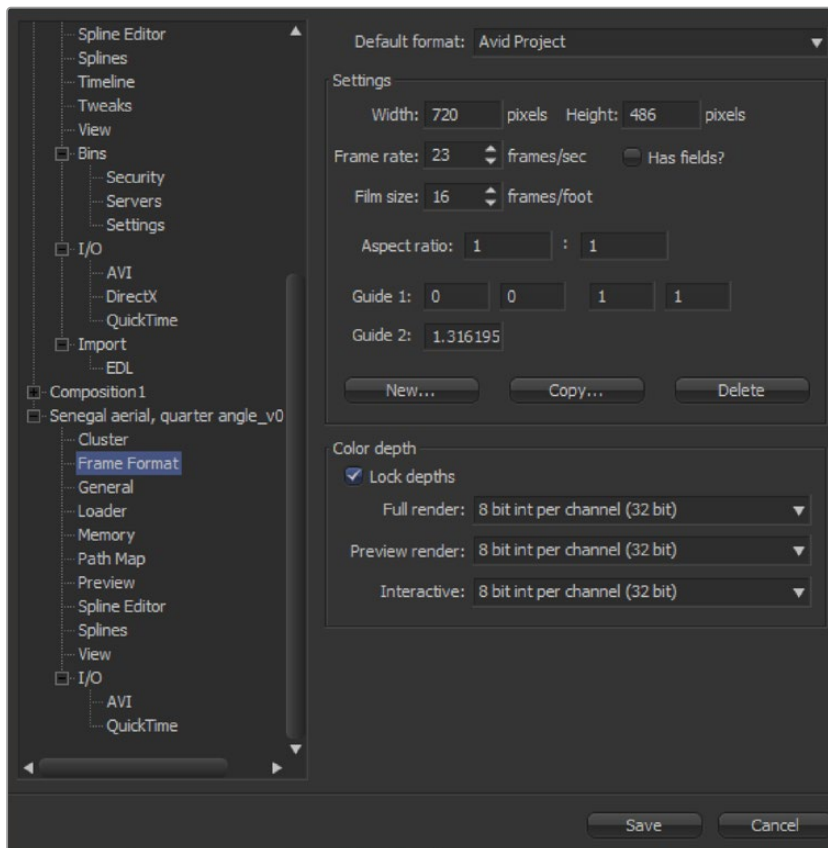 Spline Editor
Splines
Timeline
Tweaks
View
Bins
Security
Servers
Settings
I/O
AVI
DirectX
QuickTime
Import
EDL
Composition1
Senegal aerial, quarter angle_v0
Cluster
Frame Format
General
Loader
Memory
Path Map
Preview
Spline Editor
Splines
View
I/O
AVI
QuickTime
Default format: Avid Project
Settings
Width: 720 pixels Height: 486 pixels
Frame rate: 23 frames/sec Has fields?
Film size: 16 frames/foot
Aspect ratio: 1 : 1
Guide 1: 0 0 1 1
Guide 2: 1.316195
New... Copy... Delete
Color depth
Lock depths
Full render: 8 bit int per channel (32 bit)
Preview render: 8 bit int per channel (32 bit)
Interactive: 8 bit int per channel (32 bit)
Save Cancel